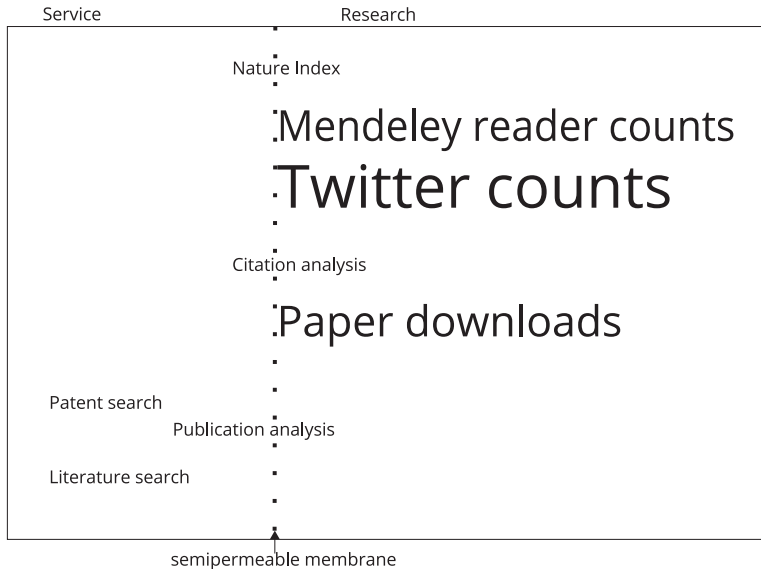 Service
Research
Nature Index
Mendeley reader counts
Twitter counts
Citation analysis
Paper downloads
Patent search
Publication analysis
Literature search
semipermeable membrane